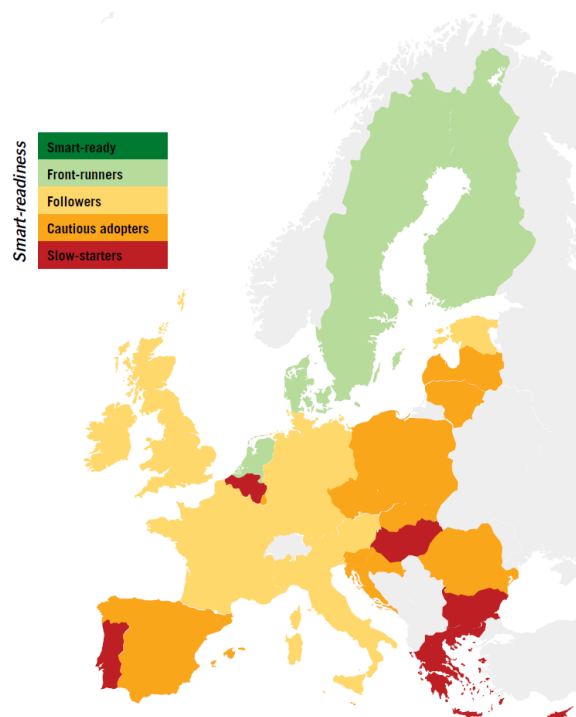 Smart-readiness
Smart-ready
Front-runners
Followers
Cautious adopters
Slow-starters